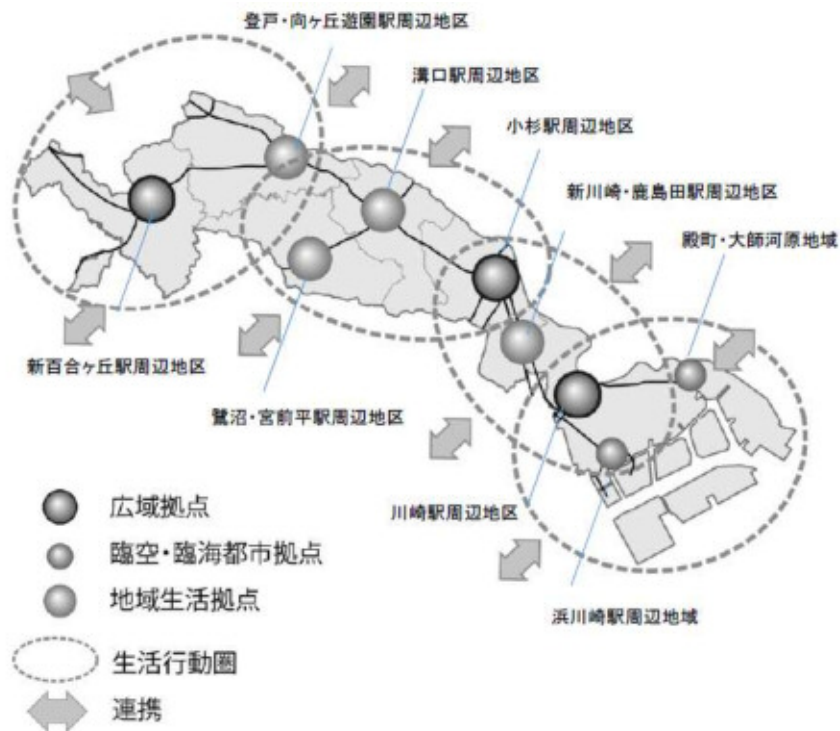 登戸・向ヶ丘遊園駅周辺地区
溝口駅周辺地区
小杉駅周辺地区
新川崎・鹿島田駅周辺地区
殿町・大師河原地域
新百合ヶ丘駅周辺地区
鷺沼・宮前平駅周辺地区
川崎駅周辺地区
浜川崎駅周辺地域
広域拠点
臨空・臨海都市拠点
地域生活拠点
生活行動圏
連携